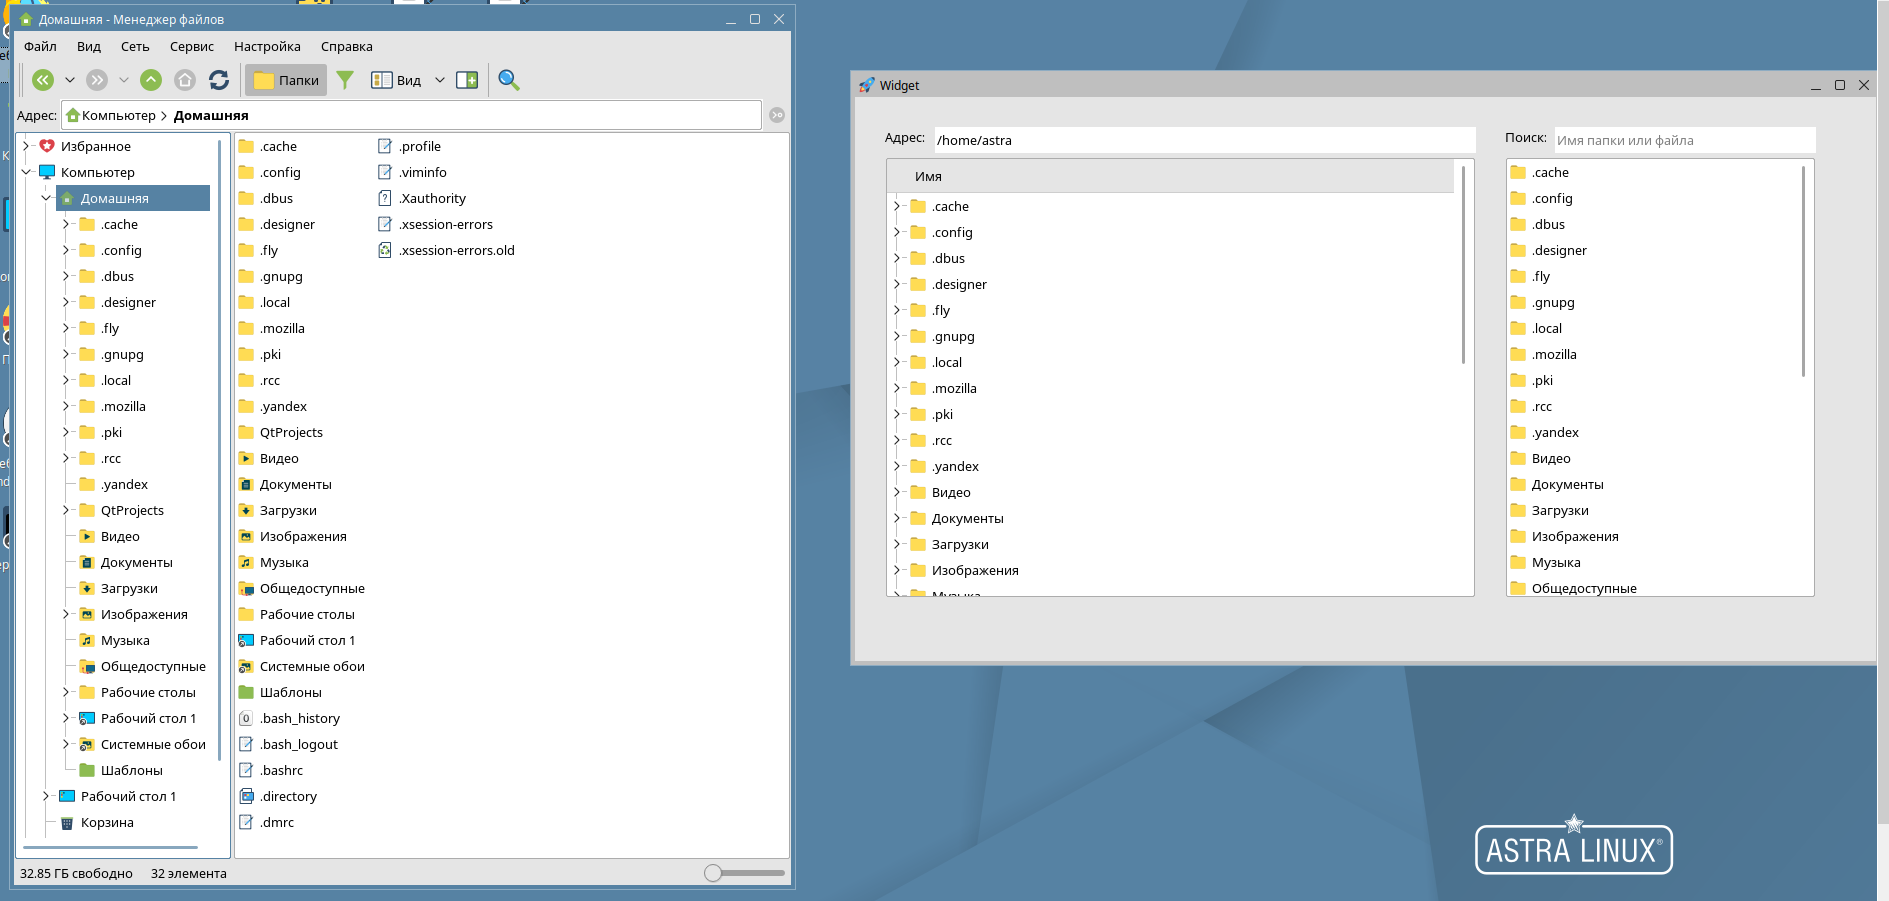 Домашняя - Менеджер файлов
Файл Вид Сеть Сервис Настройка Справка
Папки Вид
Адрес: Компьютер Домашняя
Избранное
Компьютер
Домашняя
.cache
.config
.dbus
.designer
.fly
.gnupg
.local
.mozilla
.pki
.rcc
.yandex
QtProjects
Видео
Документы
Загрузки
Изображения
Музыка
Общедоступные
Рабочие столы
Рабочий стол 1
Системные обои
Шаблоны
Рабочий стол 1
Корзина
.cache
.config
.dbus
.designer
.fly
.gnupg
.local
.mozilla
.pki
.rcc
.yandex
QtProjects
Видео
Документы
Загрузки
Изображения
Музыка
Общедоступные
Рабочие столы
Рабочий стол 1
Системные обои
Шаблоны
.bash_history
.bash_logout
.bashrc
.directory
.dmrc
.profile
.viminfo
.Xauthority
.xsession-errors
.xsession-errors.old
32.85 ГБ свободно 32 элемента
Widget
Адрес: /home/astra
Имя
.cache
.config
.dbus
.designer
.fly
.gnupg
.local
.mozilla
.pki
.rcc
.yandex
Видео
Документы
Загрузки
Изображения
Музыка
Поиск: Имя папки или файла
.cache
.config
.dbus
.designer
.fly
.gnupg
.local
.mozilla
.pki
.rcc
.yandex
Видео
Документы
Загрузки
Изображения
Музыка
Общедоступные
ASTRA LINUX®